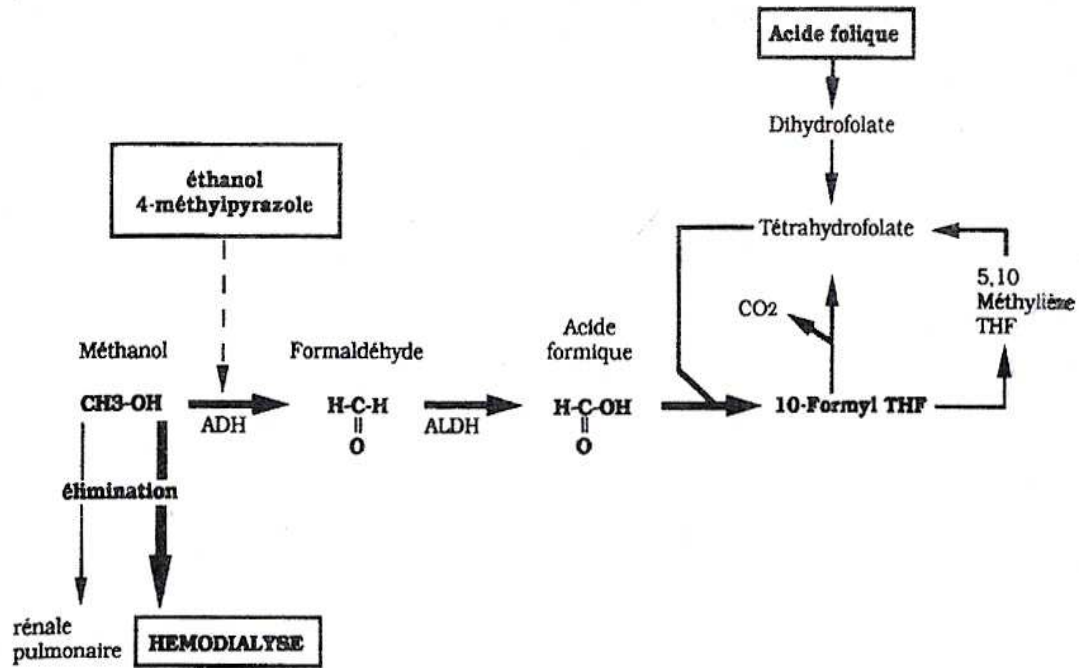 Acide folique
Dihydrofolate
éthanol
4-méthylpyrazole
Tétrahydrofolate
5,10
Méthylièze
THF
CO2
Acide
formique
Méthanol
Formaldéhyde
CH3-OH
ADH
H-C-H
O
ALDH
H-C-OH
O
10-Formyl THF
élimination
rénale
pulmonaire
HEMODIALYSE